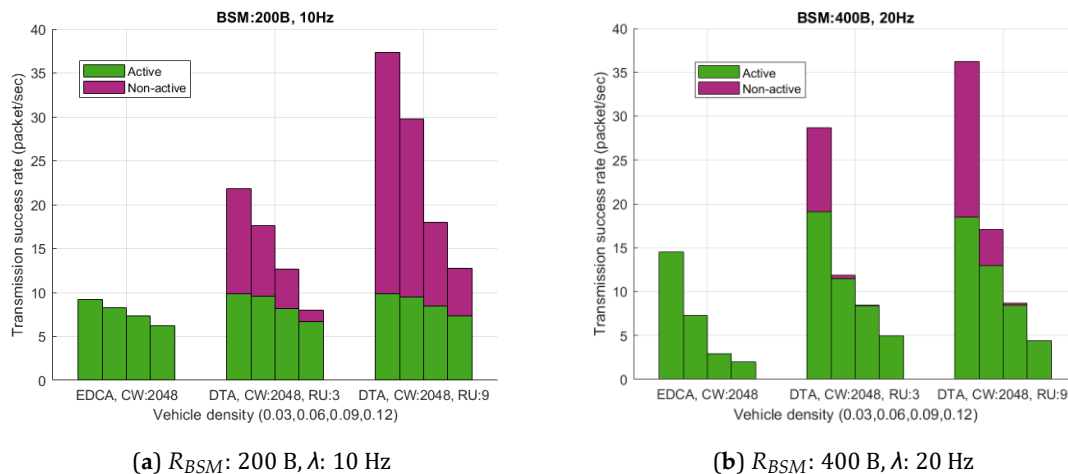 BSM:200B, 10Hz
Transmission success rate (packet/sec)
40
35
30
25
20
15
10
5
0
Active
Non-active
EDCA, CW:2048 DTA, CW:2048, RU:3 DTA, CW:2048, RU:9
Vehicle density (0.03,0.06,0.09,0.12)
(a) R_BSM: 200 B, λ: 10 Hz
BSM:400B, 20Hz
Transmission success rate (packet/sec)
40
35
30
25
20
15
10
5
0
Active
Non-active
EDCA, CW:2048 DTA, CW:2048, RU:3 DTA, CW:2048, RU:9
Vehicle density (0.03,0.06,0.09,0.12)
(b) R_BSM: 400 B, λ: 20 Hz